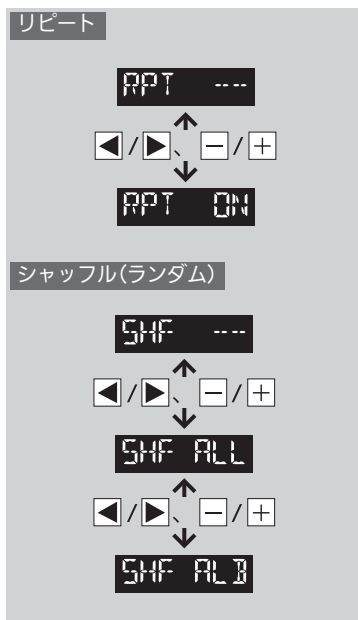 リピート
RPT ----
◀/▶、−/+
RPT ON
シャッフル(ランダム)
SHF ----
◀/▶、−/+
SHF ALL
◀/▶、−/+
SHF ALB